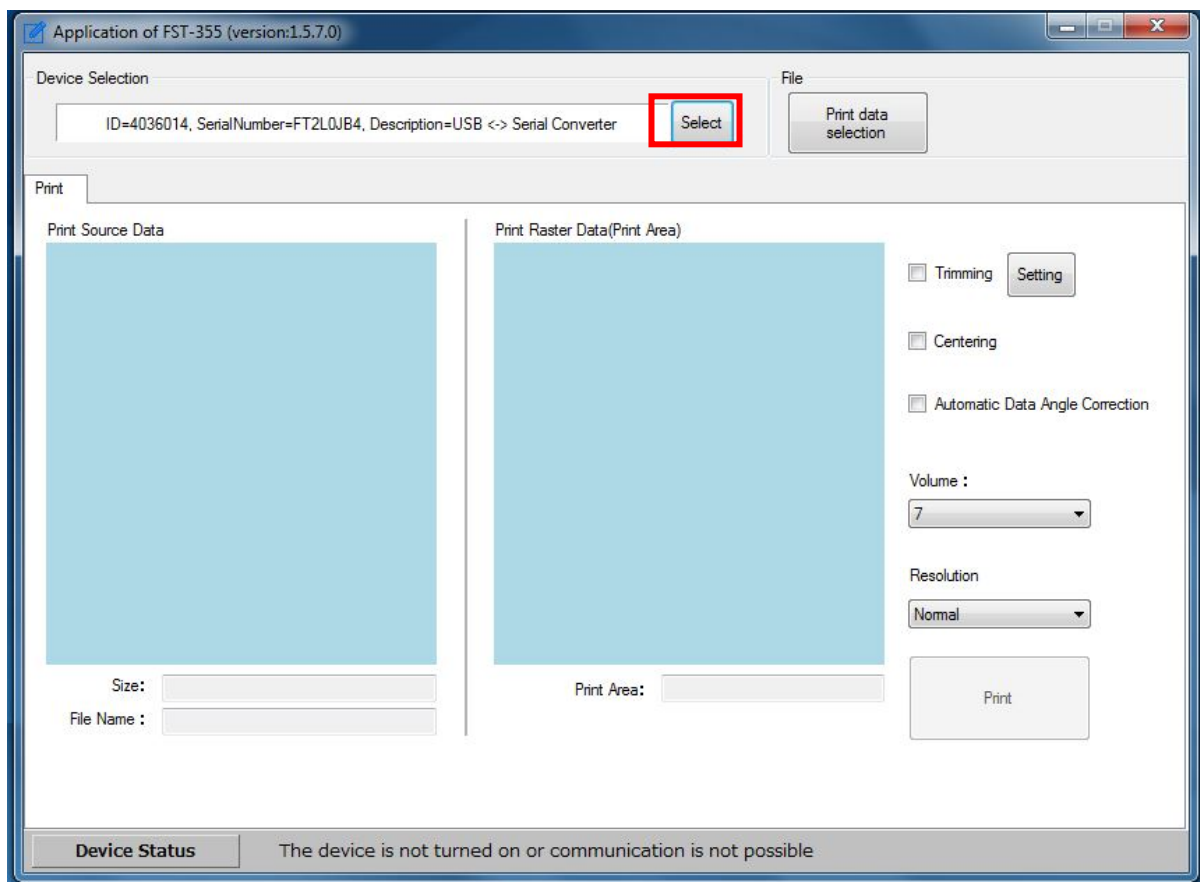 Application of FST-355 (version:1.5.7.0)
Device Selection
File
ID=4036014, SerialNumber=FT2L0JB4, Description=USB <-> Serial Converter
Select
Print data
selection
Print
Print Source Data
Print Raster Data(Print Area)
Trimming
Setting
Centering
Automatic Data Angle Correction
Volume :
7
Resolution
Normal
Size:
File Name :
Print Area:
Print
Device Status
The device is not turned on or communication is not possible